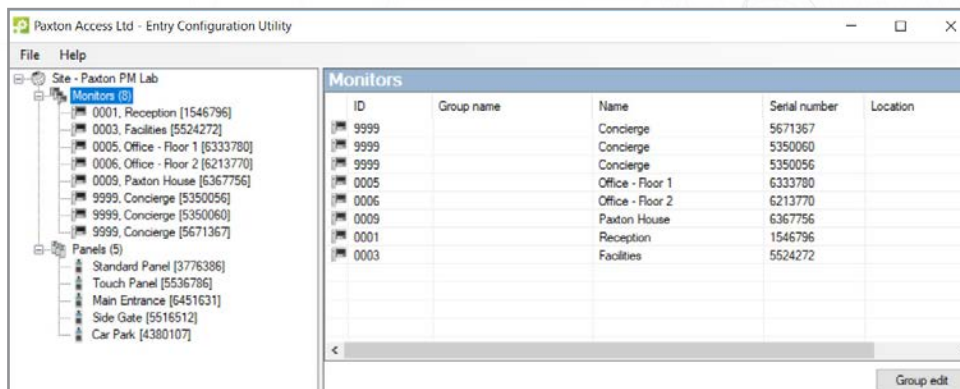 Paxton Access Ltd - Entry Configuration Utility
File Help
Site - Paxton PM Lab
Monitors (8)
0001, Reception [1546796]
0003, Facilities [5524272]
0005, Office - Floor 1 [6333780]
0006, Office - Floor 2 [6213770]
0009, Paxton House [6367756]
9999, Concierge [5350056]
9999, Concierge [5350060]
9999, Concierge [5671367]
Panels (5)
Standard Panel [3776386]
Touch Panel [5536786]
Main Entrance [6451631]
Side Gate [5516512]
Car Park [4380107]
Monitors
ID Group name Name Serial number Location
9999 Concierge 5671367
9999 Concierge 5350060
9999 Concierge 5350056
0005 Office - Floor 1 6333780
0006 Office - Floor 2 6213770
0009 Paxton House 6367756
0001 Reception 1546796
0003 Facilities 5524272
Group edit